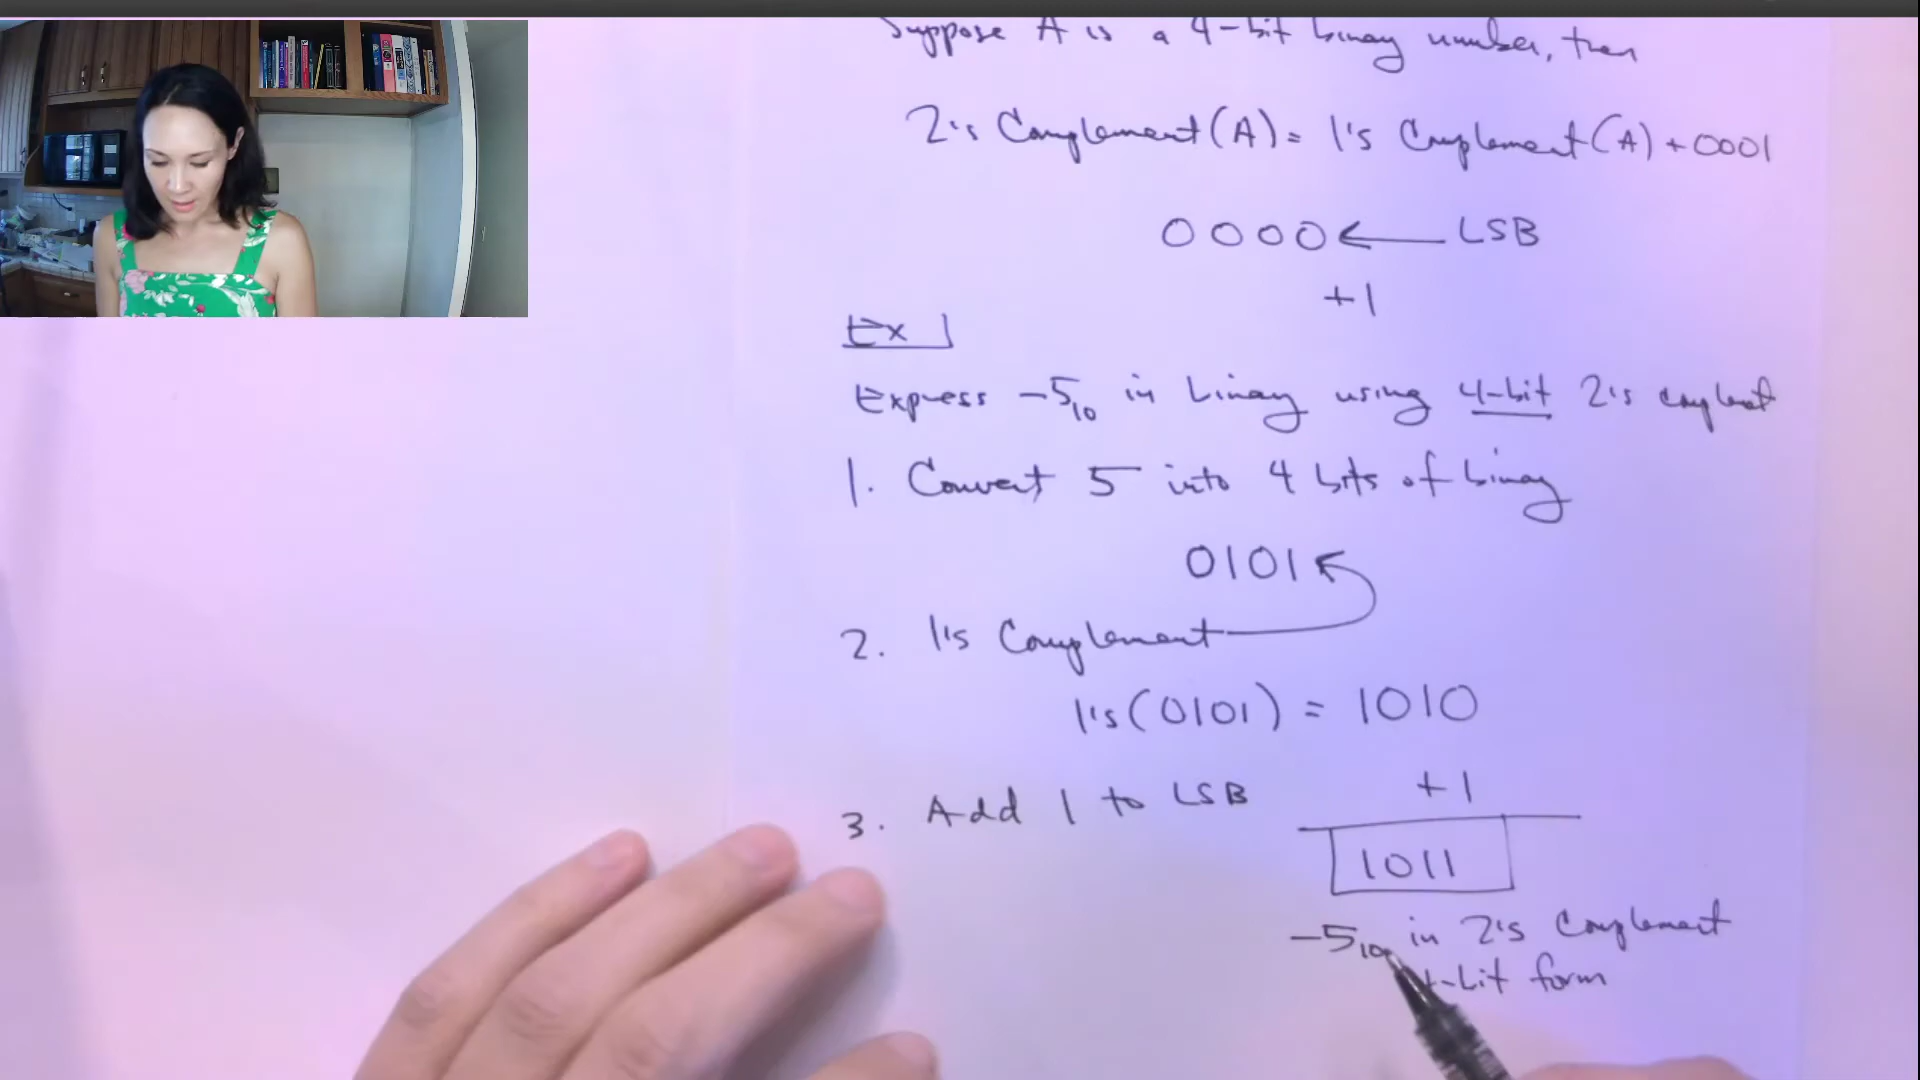 Suppose A is a 4-bit binary number, then
2's Complement(A) = 1's Complement(A) + 0001
0000 ← LSB
+1
Ex 1
Express -5₁₀ in binary using 4-bit 2's complement
1. Convert 5 into 4 bits of binary
0101
2. 1's Complement
1's(0101) = 1010
3. Add 1 to LSB +1
1011
-5₁₀ in 2's Complement
4-bit form